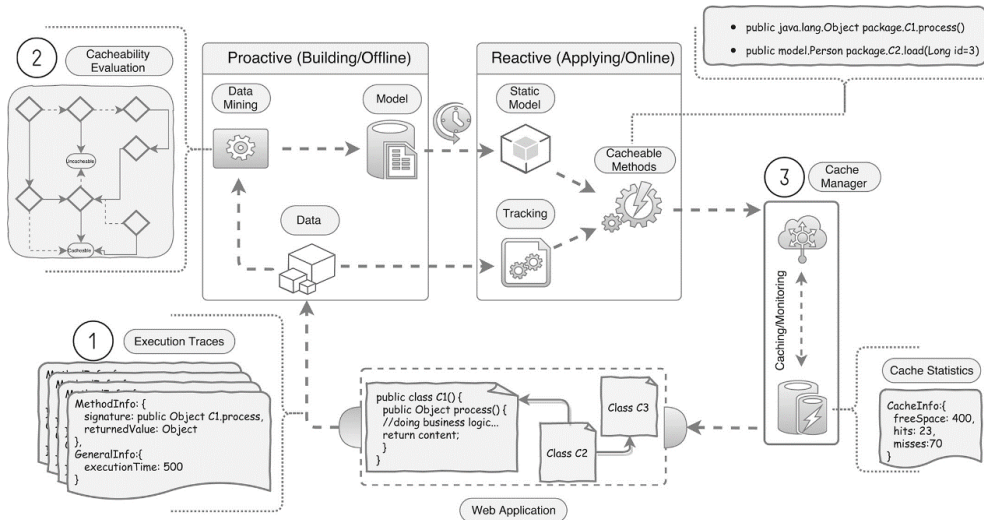 2
Cacheability
Evaluation
Uncacheable
Cacheable
Proactive (Building/Offline)
Data
Mining
Model
Data
Reactive (Applying/Online)
Static
Model
Cacheable
Methods
Tracking
• public java.lang.Object package.C1.process()
• public model.Person package.C2.load(Long id=3)
3
Cache
Manager
Caching/Monitoring
Cache Statistics
CacheInfo:{
freeSpace: 400,
hits: 23,
misses:70
}
1
Execution Traces
MethodInfo: {
signature: public Object C1.process,
returnedValue: Object
},
GeneralInfo:{
executionTime: 500
}
public class C1() {
public Object process() {
//doing business logic...
return content;
}
}
Class C2
Class C3
Web Application